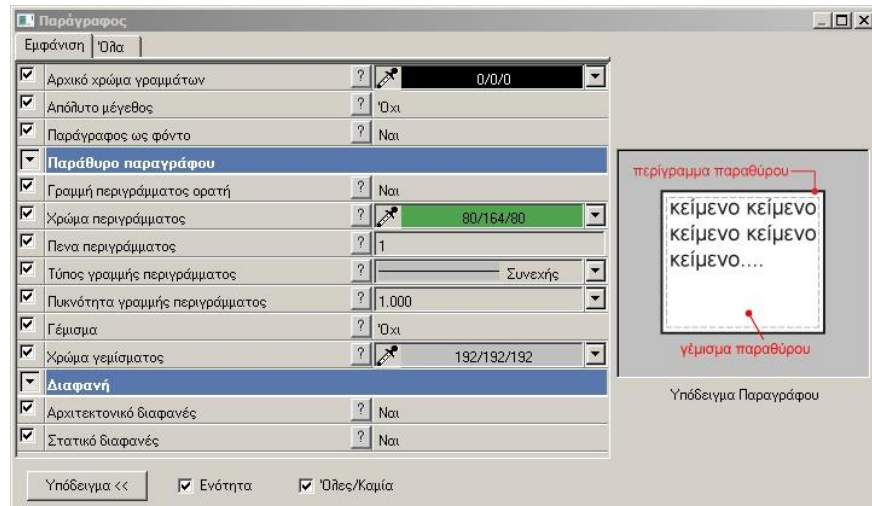 Παράγραφος
Εμφάνιση Όλα
Αρχικό χρώμα γραμμάτων ? 0/0/0
Απόλυτο μέγεθος ? Όχι
Παράγραφος ως φόντο ? Ναι
Παράθυρο παραγράφου
Γραμμή περιγράμματος ορατή ? Ναι
Χρώμα περιγράμματος ? 80/164/80
Πενα περιγράμματος ? 1
Τύπος γραμμής περιγράμματος ? Συνεχής
Πυκνότητα γραμμής περιγράμματος ? 1.000
Γέμισμα ? Όχι
Χρώμα γεμίσματος ? 192/192/192
Διαφανή
Αρχιτεκτονικό διαφανές ? Ναι
Στατικό διαφανές ? Ναι
περίγραμμα παραθύρου
κείμενο κείμενο
κείμενο κείμενο
κείμενο....
γέμισμα παραθύρου
Υπόδειγμα Παραγράφου
Υπόδειγμα << Ενότητα Όλες/Καμία